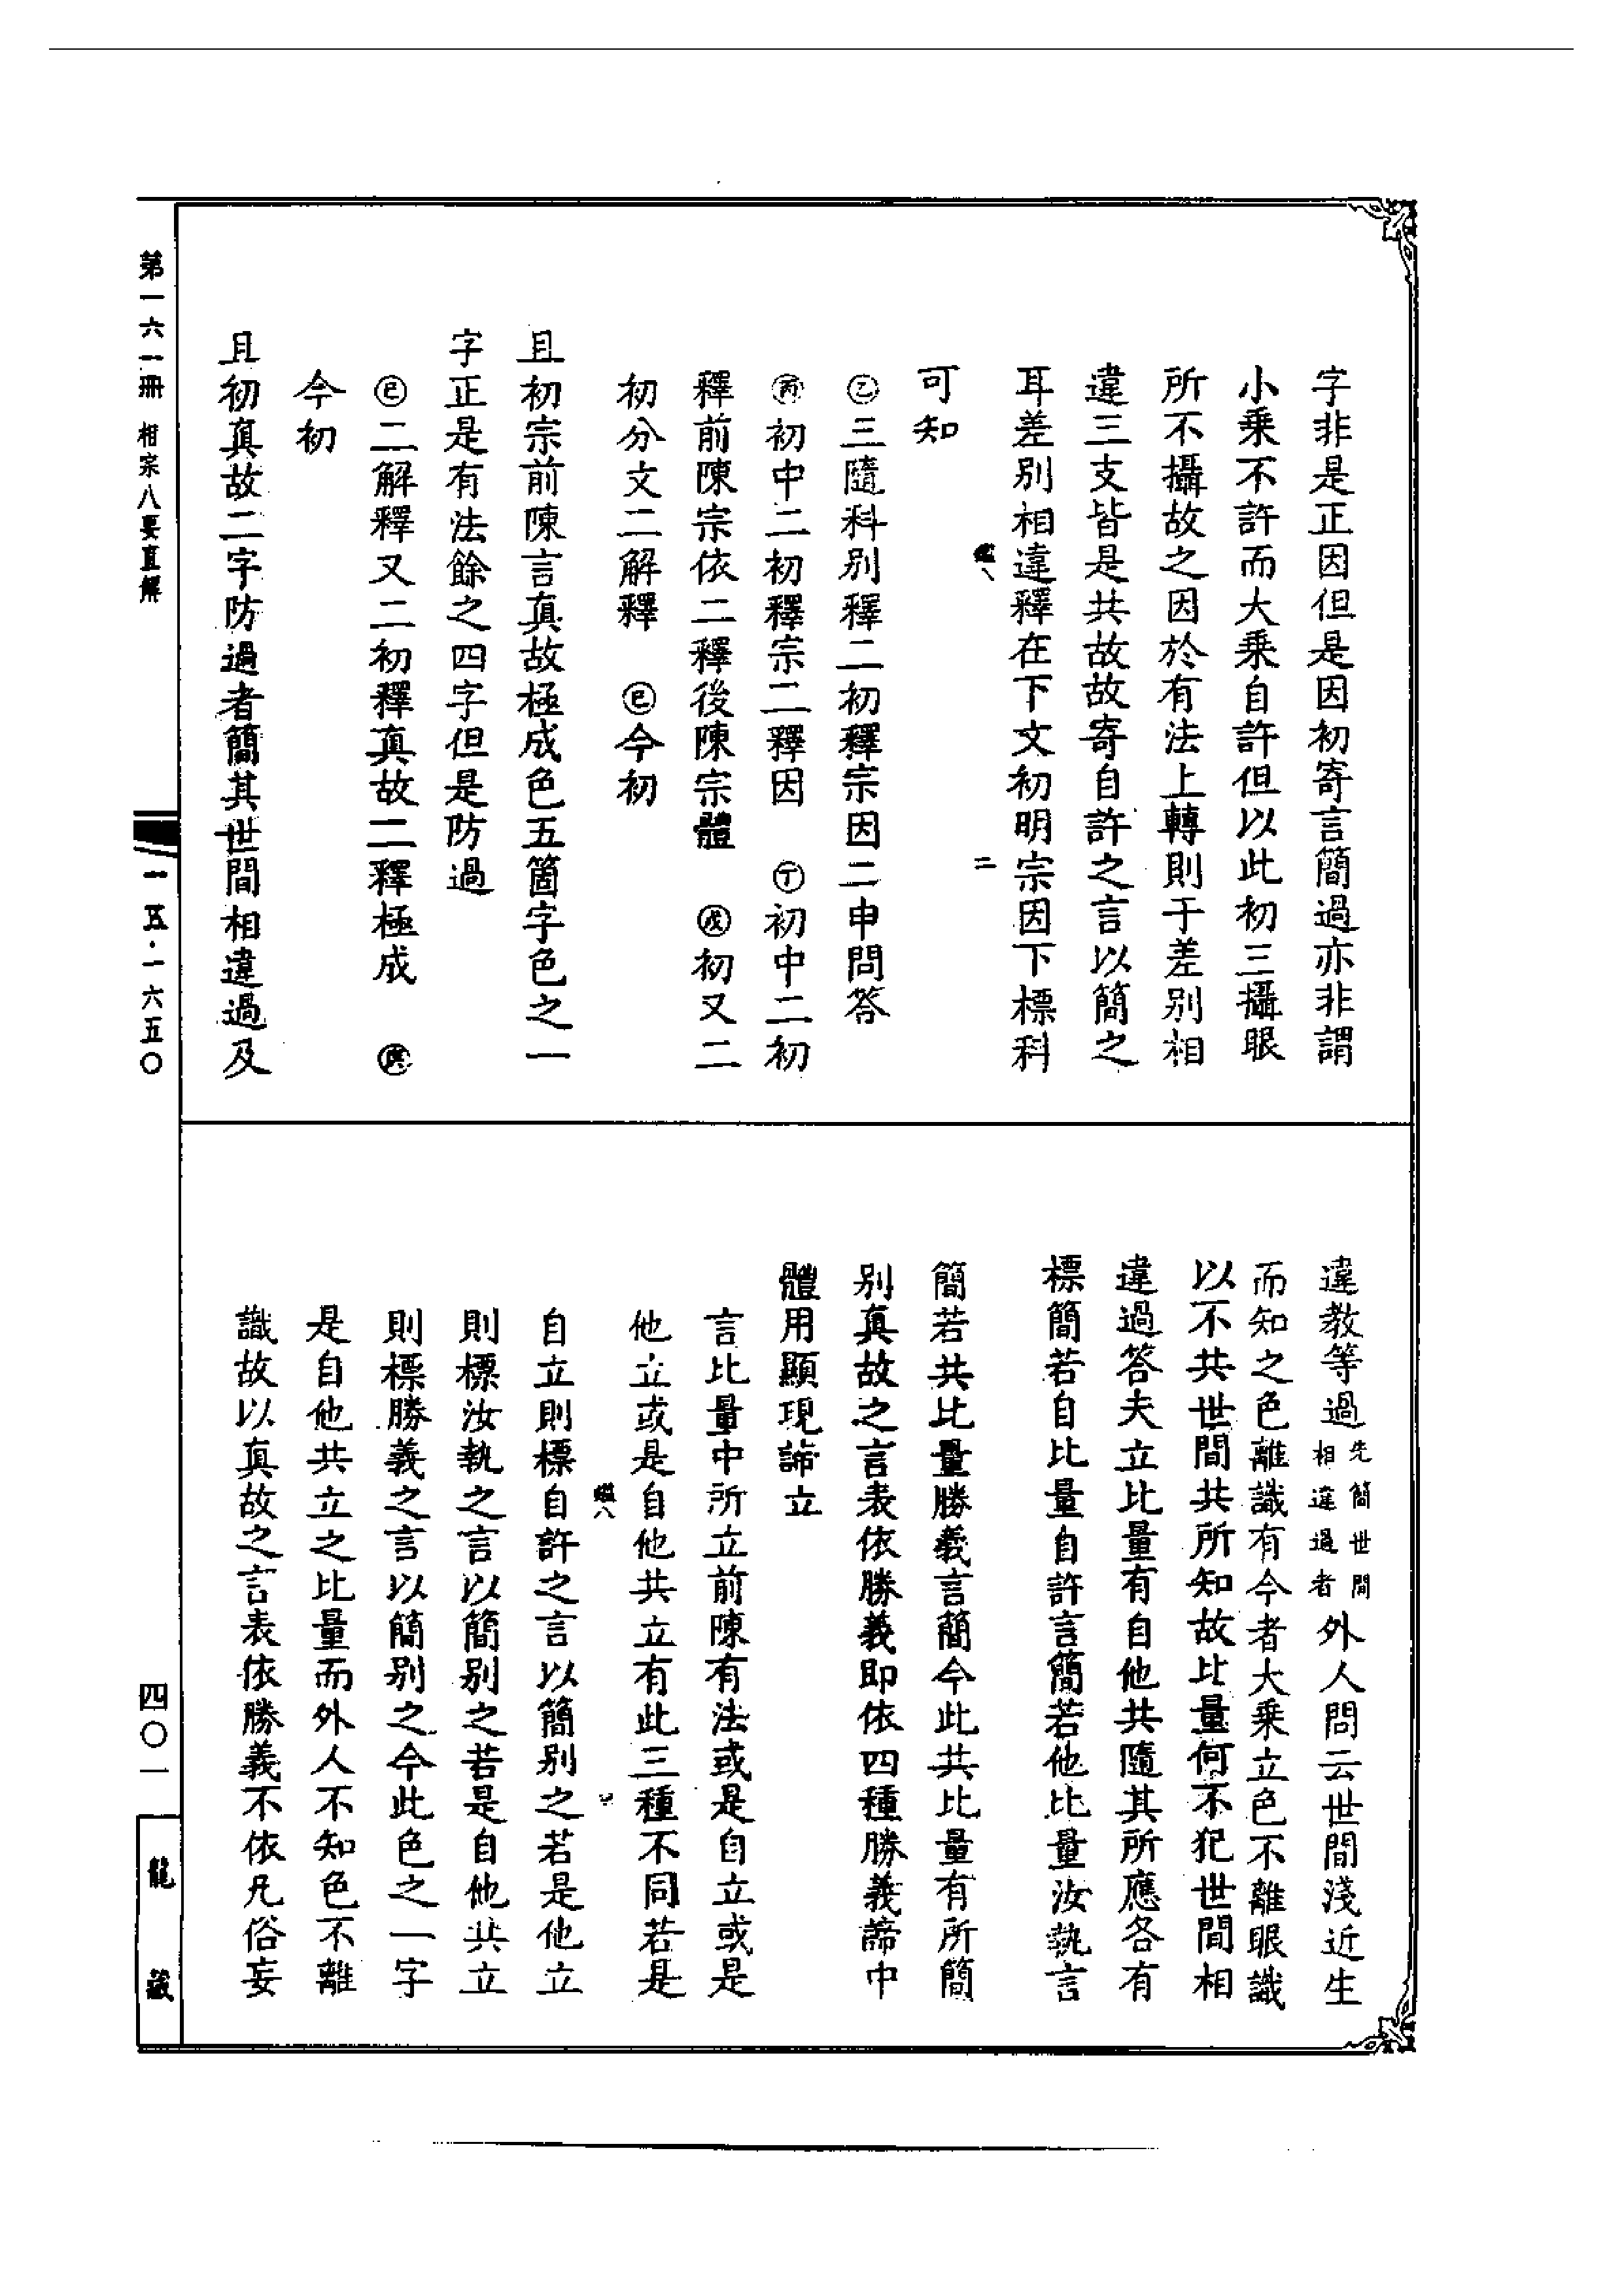 字非是正因但是因初寄言簡過亦非謂
小乘不許而大乘自許但以此初三攝眼
所不攝故之因於有法上轉則于差別相
違三支皆是共故故寄自許之言以簡之
耳差別相違釋在下文初明宗因下標科
二
可知
㊂三隨科別釋二初釋宗因二申問答
初中二初釋宗二釋因 初中二初
釋前陳宗依二釋後陳宗體 初又二
初分文二解釋 今初
且初宗前陳言真故極成色五箇字色之一
字正是有法餘之四字但是防過
二解釋又二初釋真故二釋極成
今初
且初真故二字防過者簡其世間相違過及
違教等過先簡世間相違過者外人問云世間淺近生
而知之色離識有今者大乘立色不離眼識
以不共世間共所知故比量何不犯世間相
違過答夫立比量有自他共隨其所應各有
標簡若自比量自許言簡若他比量汝執言
簡若共比量勝義言簡今此共比量有所簡
別真故之言表依勝義即依四種勝義諦中
體用顯現諦立
言比量中所立前陳有法或是自立或是
他立或是自他共立有此三種不同若是
自立則標自許之言以簡別之若是他立
則標汝執之言以簡別之若是自他共立
則標勝義之言以簡別之今此色之一字
是自他共立之比量而外人不知色不離
識故以真故之言表依勝義不依凡俗妄
第一六一冊 相宗八要直解
一一五·一六五〇
四〇一
龍藏